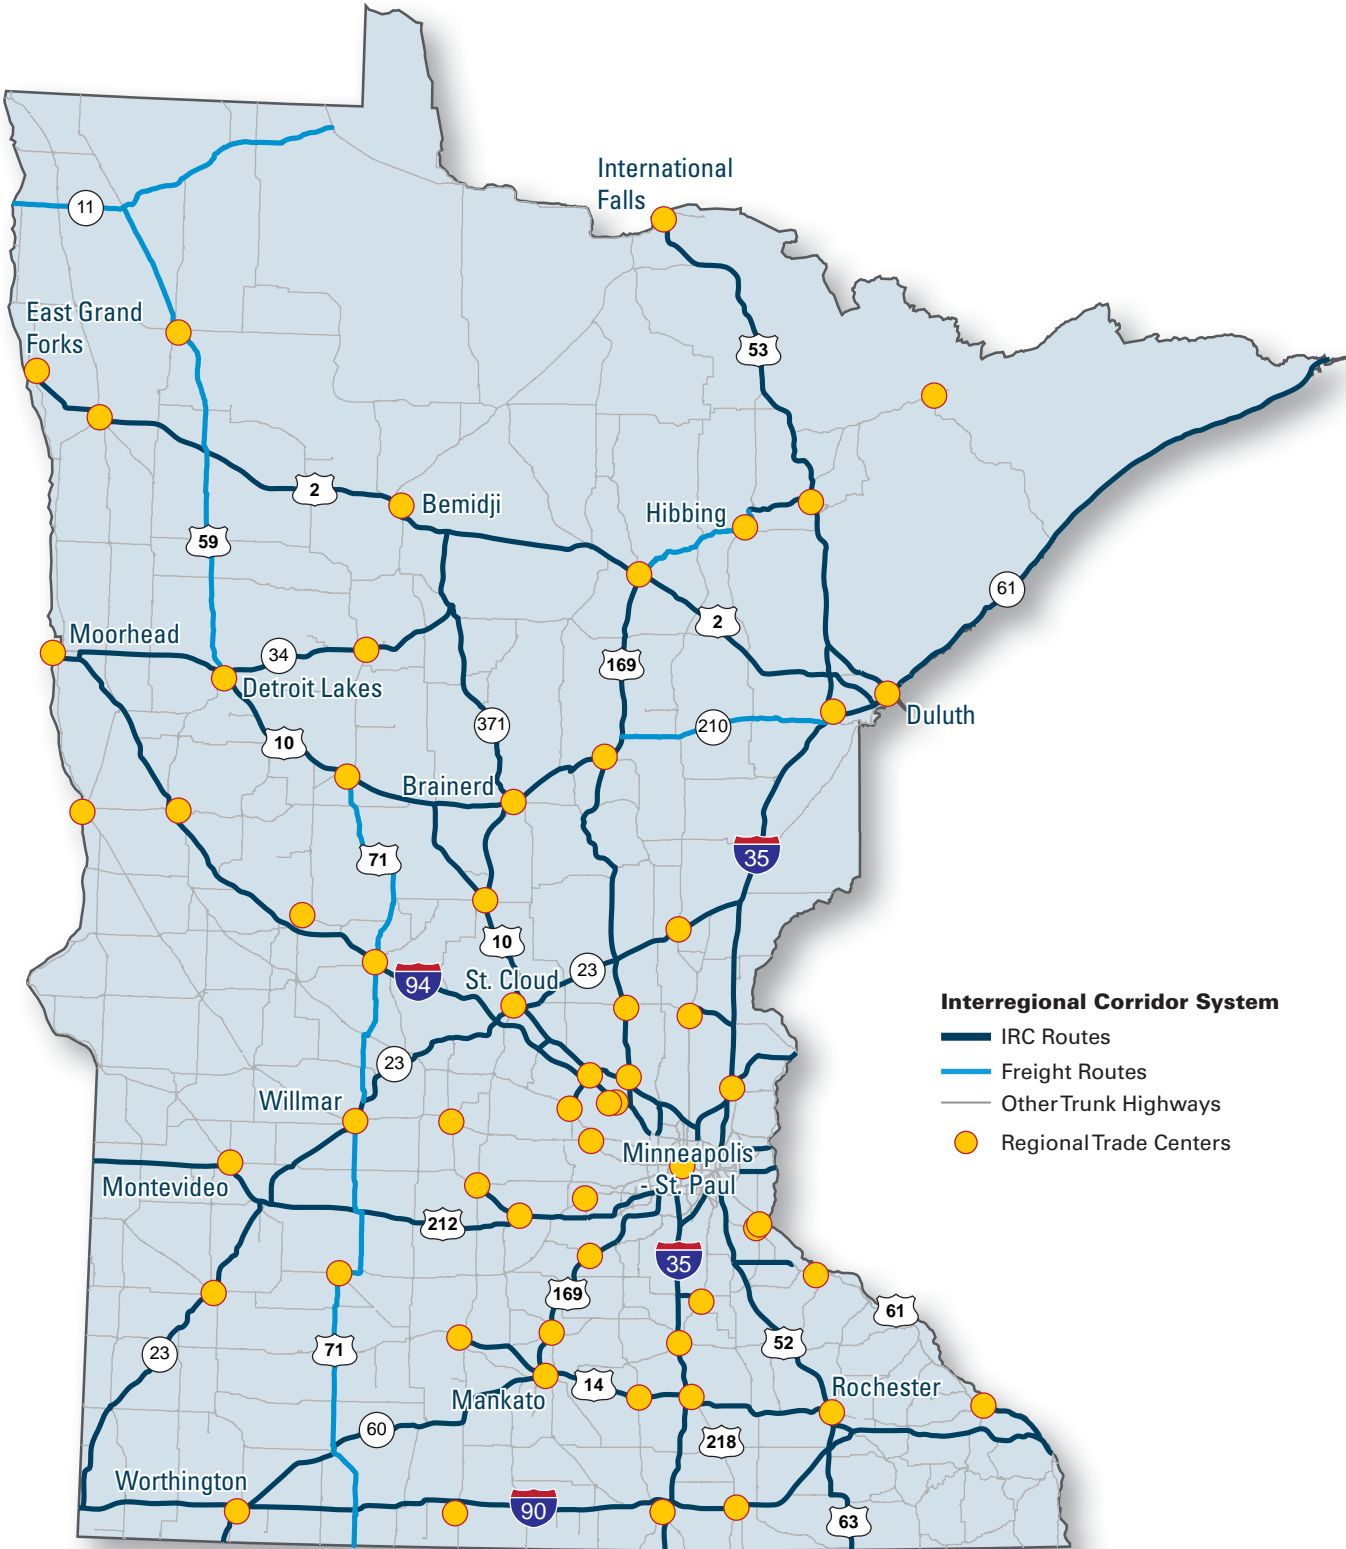 International
Falls
11
East Grand
Forks
53
2
Bemidji
Hibbing
59
61
2
Moorhead
34
169
Detroit Lakes
371
210
Duluth
10
Brainerd
71
35
10
94
St. Cloud
23
Interregional Corridor System
IRC Routes
Freight Routes
Other Trunk Highways
Regional Trade Centers
23
Willmar
Minneapolis
- St. Paul
Montevideo
212
35
169
61
23
71
52
14
Rochester
Mankato
60
218
Worthington
90
63